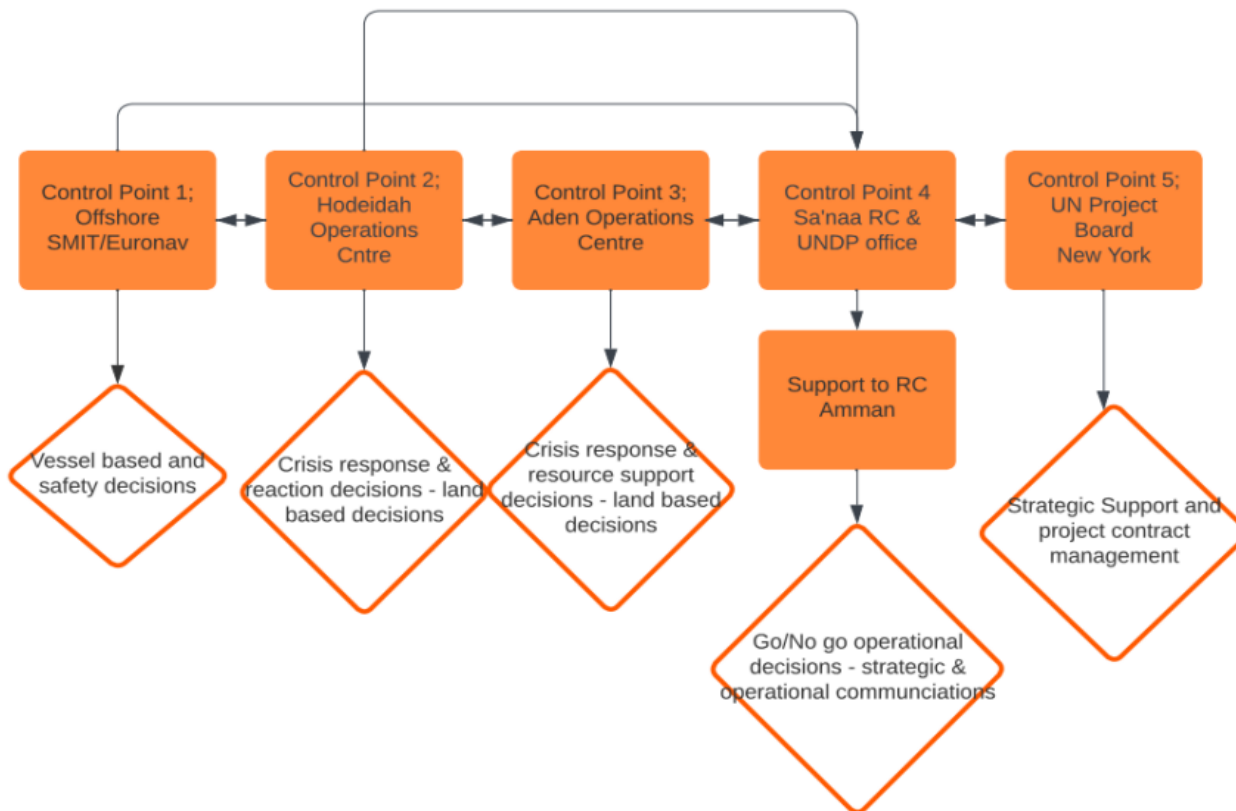 Control Point 1;
Offshore
SMIT/Euronav
Control Point 2;
Hodeidah
Operations
Cntre
Control Point 3;
Aden Operations
Centre
Control Point 4
Sa'naa RC &
UNDP office
Control Point 5;
UN Project
Board
New York
Support to RC
Amman
Vessel based and
safety decisions
Crisis response &
reaction decisions - land
based decisions
Crisis response &
resource support
decisions - land based
decisions
Go/No go operational
decisions - strategic &
operational communciations
Strategic Support and
project contract
management